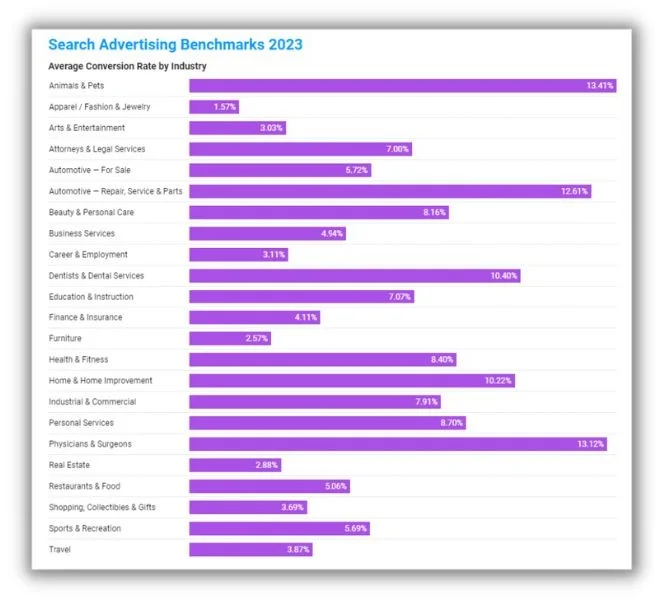 Search Advertising Benchmarks 2023
Average Conversion Rate by Industry
Animals & Pets 13.41%
Apparel / Fashion & Jewelry 1.57%
Arts & Entertainment 3.03%
Attorneys & Legal Services 7.00%
Automotive — For Sale 5.72%
Automotive — Repair, Service & Parts 12.61%
Beauty & Personal Care 8.16%
Business Services 4.94%
Career & Employment 3.11%
Dentists & Dental Services 10.40%
Education & Instruction 7.07%
Finance & Insurance 4.11%
Furniture 2.57%
Health & Fitness 8.40%
Home & Home Improvement 10.22%
Industrial & Commercial 7.91%
Personal Services 8.70%
Physicians & Surgeons 13.12%
Real Estate 2.88%
Restaurants & Food 5.06%
Shopping, Collectibles & Gifts 3.69%
Sports & Recreation 5.69%
Travel 3.87%